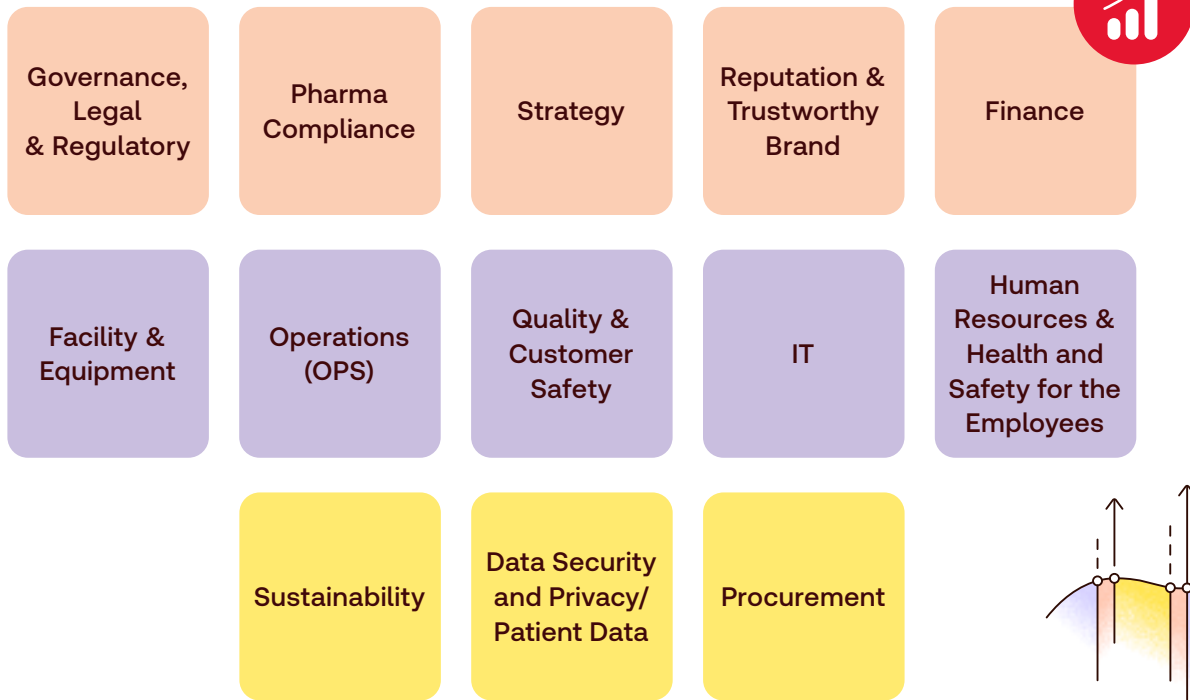 Governance,
Legal
& Regulatory
Pharma
Compliance
Strategy
Reputation &
Trustworthy
Brand
Finance
Facility &
Equipment
Operations
(OPS)
Quality &
Customer
Safety
IT
Human
Resources &
Health and
Safety for the
Employees
Sustainability
Data Security
and Privacy/
Patient Data
Procurement